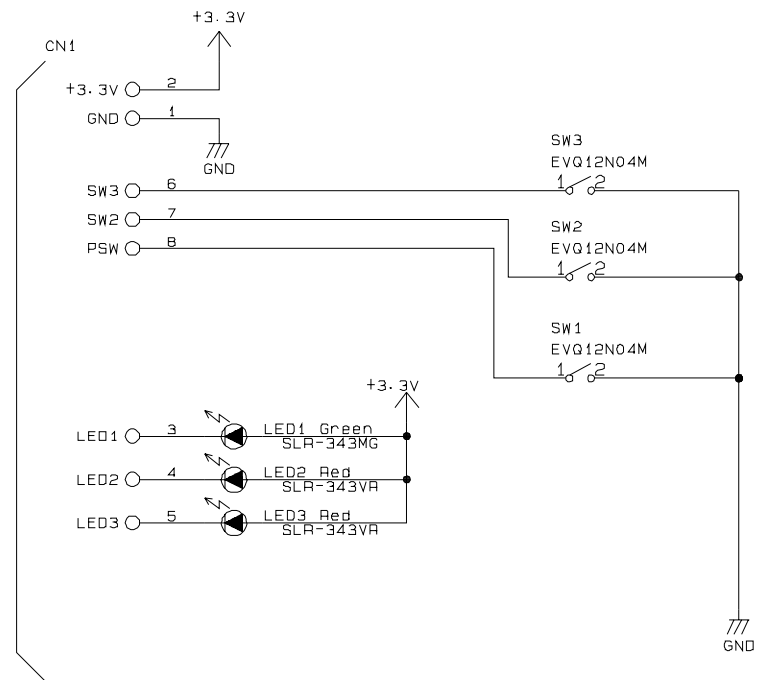 +3.3V
CN1
+3.3V 2
GND 1
GND
SW3
EVQ12N04M
SW3 6 1 2
SW2 7
SW2
PSW 8
EVQ12N04M
1 2
SW1
EVQ12N04M
1 2
+3.3V
LED1 3 LED1 Green
SLR-343MG
LED2 4 LED2 Red
SLR-343VR
LED3 5 LED3 Red
SLR-343VR
GND